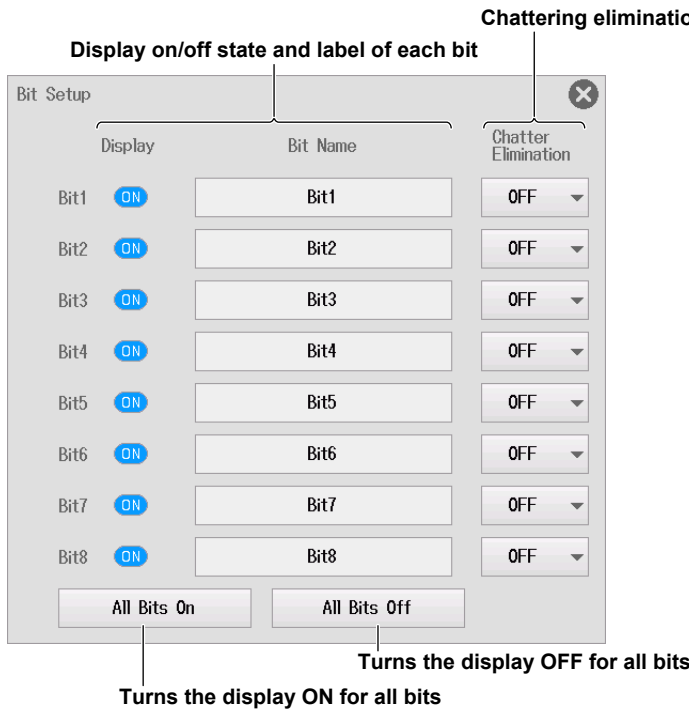 Chattering eliminatio
Display on/off state and label of each bit
Bit Setup
Display Bit Name Chatter
Elimination
Bit1 ON Bit1 OFF
Bit2 ON Bit2 OFF
Bit3 ON Bit3 OFF
Bit4 ON Bit4 OFF
Bit5 ON Bit5 OFF
Bit6 ON Bit6 OFF
Bit7 ON Bit7 OFF
Bit8 ON Bit8 OFF
All Bits On All Bits Off
Turns the display OFF for all bits
Turns the display ON for all bits